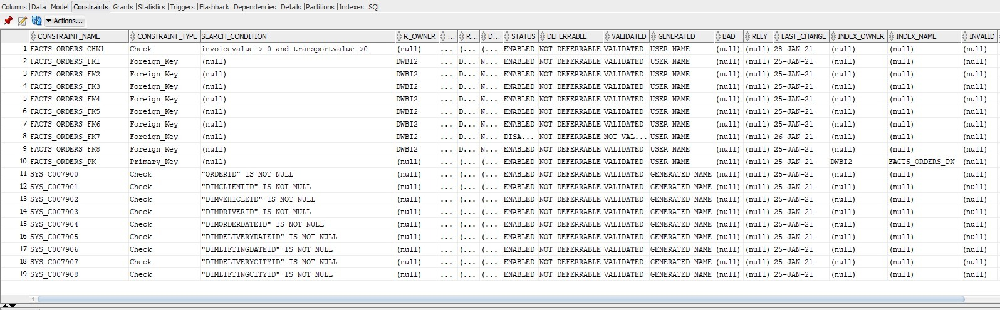 Columns Data Model Constraints Grants Statistics Triggers Flashback Dependencies Details Partitions Indexes SQL
Actions...
CONSTRAINT_NAME CONSTRAINT_TYPE SEARCH_CONDITION R_OWNER ... R... D... STATUS DEFERRABLE VALIDATED GENERATED BAD RELY LAST_CHANGE INDEX_OWNER INDEX_NAME INVALID
1 FACTS_ORDERS_CHK1 Check invoicevalue > 0 and transportvalue >0 (null) ... (... (... ENABLED NOT DEFERRABLE VALIDATED USER NAME (null) (null) 28-JAN-21 (null) (null) (null)
2 FACTS_ORDERS_FK1 Foreign_Key (null) DWBI2 ... D... N... ENABLED NOT DEFERRABLE VALIDATED USER NAME (null) (null) 25-JAN-21 (null) (null) (null)
3 FACTS_ORDERS_FK2 Foreign_Key (null) DWBI2 ... D... N... ENABLED NOT DEFERRABLE VALIDATED USER NAME (null) (null) 25-JAN-21 (null) (null) (null)
4 FACTS_ORDERS_FK3 Foreign_Key (null) DWBI2 ... D... N... ENABLED NOT DEFERRABLE VALIDATED USER NAME (null) (null) 25-JAN-21 (null) (null) (null)
5 FACTS_ORDERS_FK4 Foreign_Key (null) DWBI2 ... D... N... ENABLED NOT DEFERRABLE VALIDATED USER NAME (null) (null) 25-JAN-21 (null) (null) (null)
6 FACTS_ORDERS_FK5 Foreign_Key (null) DWBI2 ... D... N... ENABLED NOT DEFERRABLE VALIDATED USER NAME (null) (null) 25-JAN-21 (null) (null) (null)
7 FACTS_ORDERS_FK6 Foreign_Key (null) DWBI2 ... D... N... ENABLED NOT DEFERRABLE VALIDATED USER NAME (null) (null) 25-JAN-21 (null) (null) (null)
8 FACTS_ORDERS_FK7 Foreign_Key (null) DWBI2 ... D... N... DISA... NOT DEFERRABLE NOT VAL... USER NAME (null) (null) 26-JAN-21 (null) (null) (null)
9 FACTS_ORDERS_FK8 Foreign_Key (null) DWBI2 ... D... N... ENABLED NOT DEFERRABLE VALIDATED USER NAME (null) (null) 25-JAN-21 (null) (null) (null)
10 FACTS_ORDERS_PK Primary_Key (null) (null) ... (... (... ENABLED NOT DEFERRABLE VALIDATED USER NAME (null) (null) 25-JAN-21 DWBI2 FACTS_ORDERS_PK (null)
11 SYS_C007900 Check "ORDERID" IS NOT NULL (null) ... (... (... ENABLED NOT DEFERRABLE VALIDATED GENERATED NAME (null) (null) 25-JAN-21 (null) (null) (null)
12 SYS_C007901 Check "DIMCLIENTID" IS NOT NULL (null) ... (... (... ENABLED NOT DEFERRABLE VALIDATED GENERATED NAME (null) (null) 25-JAN-21 (null) (null) (null)
13 SYS_C007902 Check "DIMVEHICLEID" IS NOT NULL (null) ... (... (... ENABLED NOT DEFERRABLE VALIDATED GENERATED NAME (null) (null) 25-JAN-21 (null) (null) (null)
14 SYS_C007903 Check "DIMDRIVERID" IS NOT NULL (null) ... (... (... ENABLED NOT DEFERRABLE VALIDATED GENERATED NAME (null) (null) 25-JAN-21 (null) (null) (null)
15 SYS_C007904 Check "DIMORDERDATEID" IS NOT NULL (null) ... (... (... ENABLED NOT DEFERRABLE VALIDATED GENERATED NAME (null) (null) 25-JAN-21 (null) (null) (null)
16 SYS_C007905 Check "DIMDELIVERYDATEID" IS NOT NULL (null) ... (... (... ENABLED NOT DEFERRABLE VALIDATED GENERATED NAME (null) (null) 25-JAN-21 (null) (null) (null)
17 SYS_C007906 Check "DIMLIFTINGDATEID" IS NOT NULL (null) ... (... (... ENABLED NOT DEFERRABLE VALIDATED GENERATED NAME (null) (null) 25-JAN-21 (null) (null) (null)
18 SYS_C007907 Check "DIMDELIVERYCITYID" IS NOT NULL (null) ... (... (... ENABLED NOT DEFERRABLE VALIDATED GENERATED NAME (null) (null) 25-JAN-21 (null) (null) (null)
19 SYS_C007908 Check "DIMLIFTINGCITYID" IS NOT NULL (null) ... (... (... ENABLED NOT DEFERRABLE VALIDATED GENERATED NAME (null) (null) 25-JAN-21 (null) (null) (null)